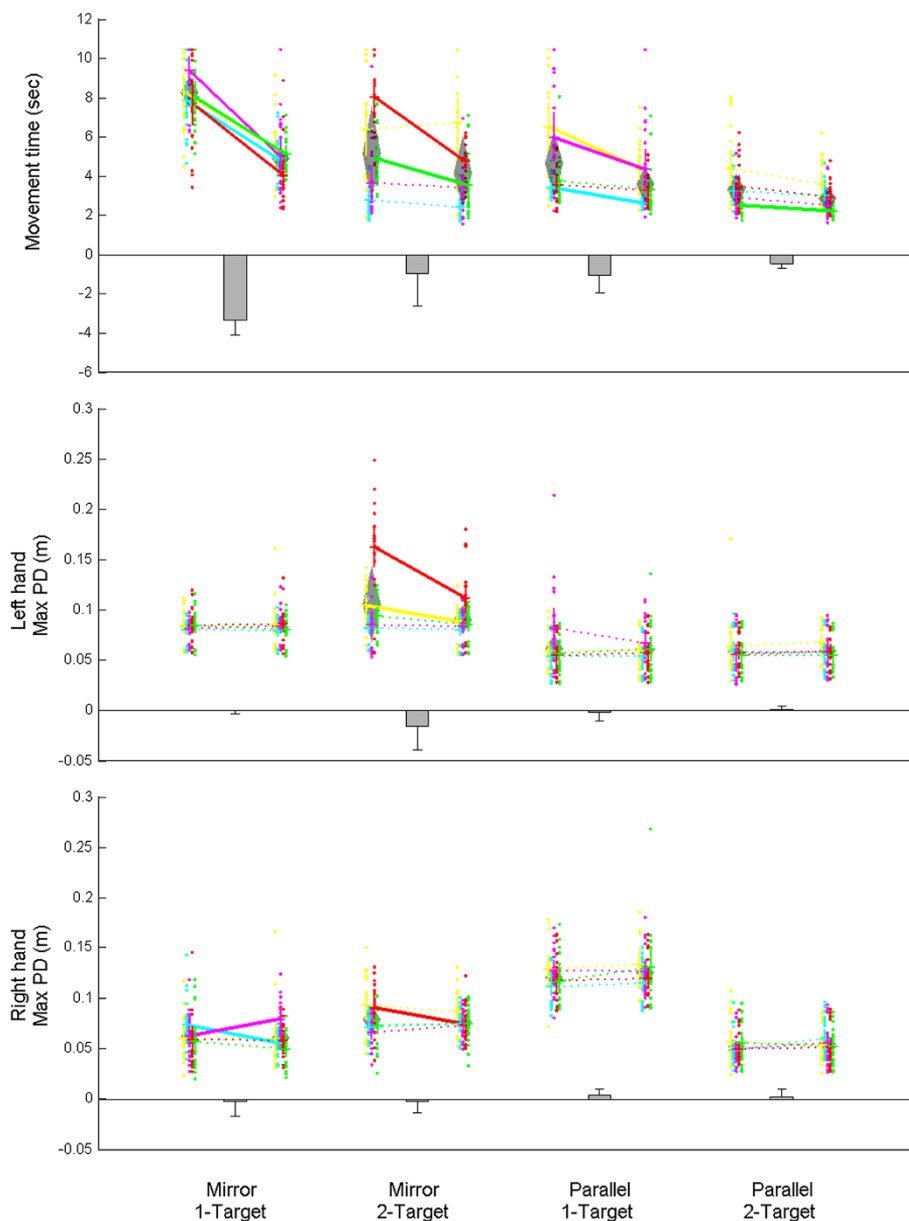 Movement time (sec)
12
10
8
6
4
2
0
-2
-4
-6
Left hand
Max PD (m)
0.3
0.25
0.2
0.15
0.1
0.05
0
-0.05
Right hand
Max PD (m)
0.3
0.25
0.2
0.15
0.1
0.05
0
-0.05
Mirror
1-Target
Mirror
2-Target
Parallel
1-Target
Parallel
2-Target